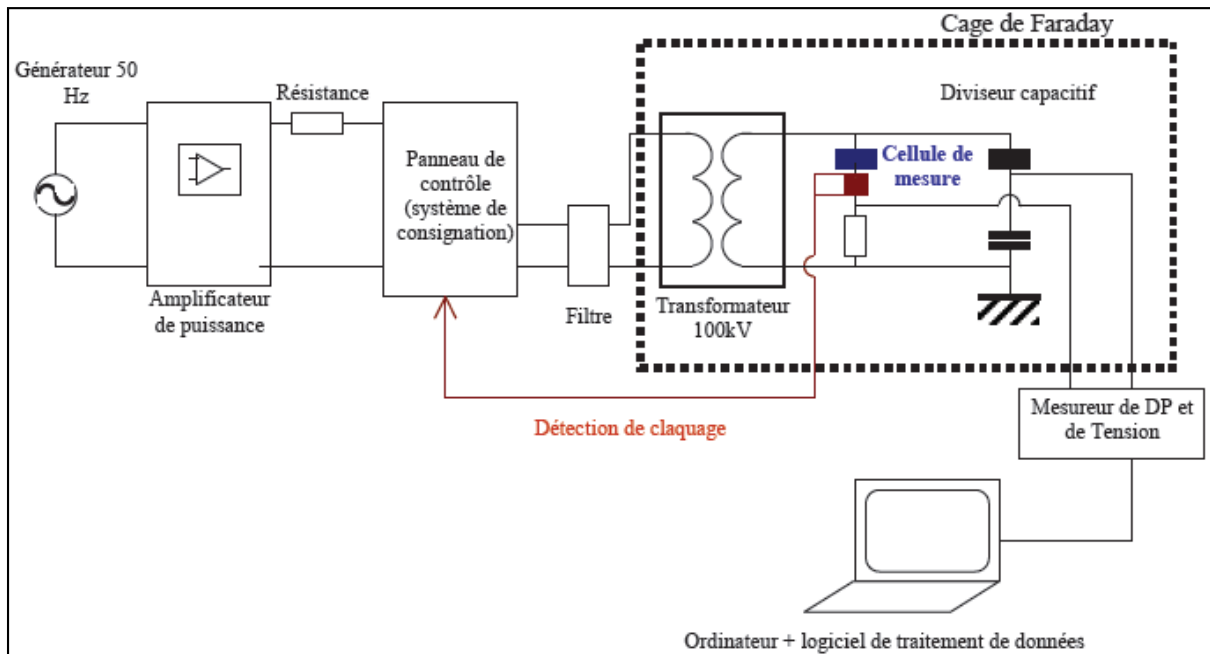 Cage de Faraday
Générateur 50
Hz
Résistance
Diviseur capacitif
Panneau de
contrôle
(système de
consignation)
Cellule de
mesure
Amplificateur
de puissance
Filtre
Transformateur
100kV
Détection de claquage
Mesureur de DP et
de Tension
Ordinateur + logiciel de traitement de données